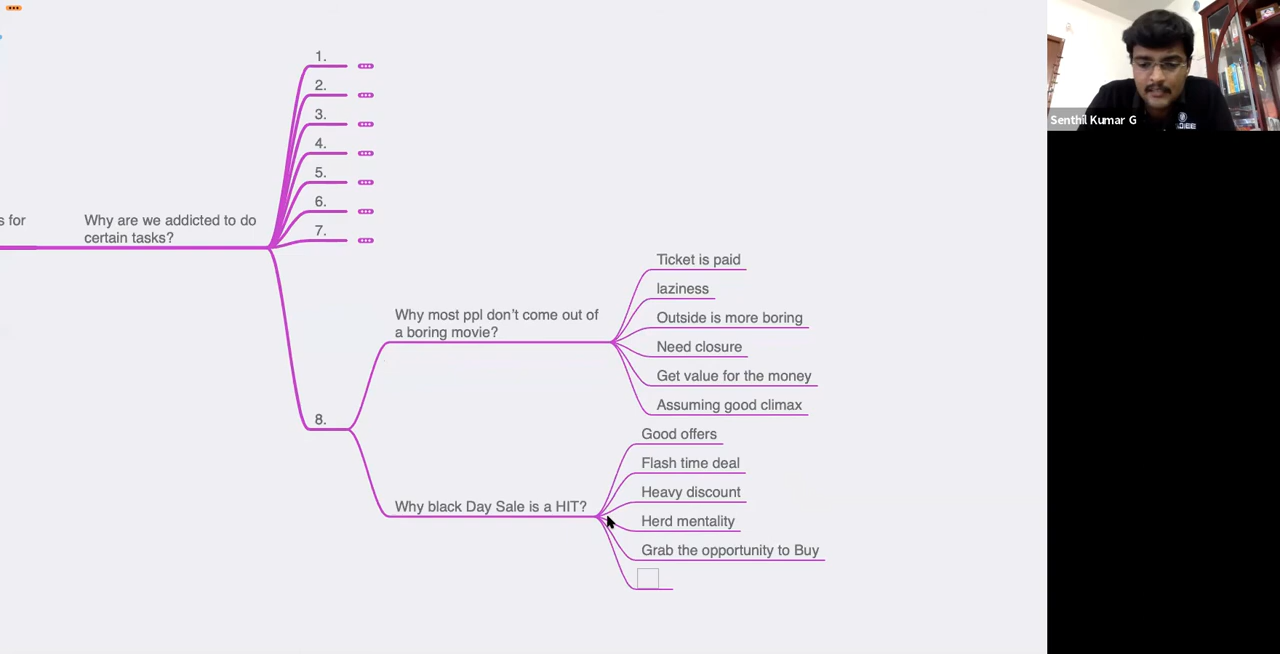 s for
Why are we addicted to do
certain tasks?
1.
2.
3.
4.
5.
6.
7.
8.
Why most ppl don't come out of
a boring movie?
Ticket is paid
laziness
Outside is more boring
Need closure
Get value for the money
Assuming good climax
Why black Day Sale is a HIT?
Good offers
Flash time deal
Heavy discount
Herd mentality
Grab the opportunity to Buy
Senthil Kumar G